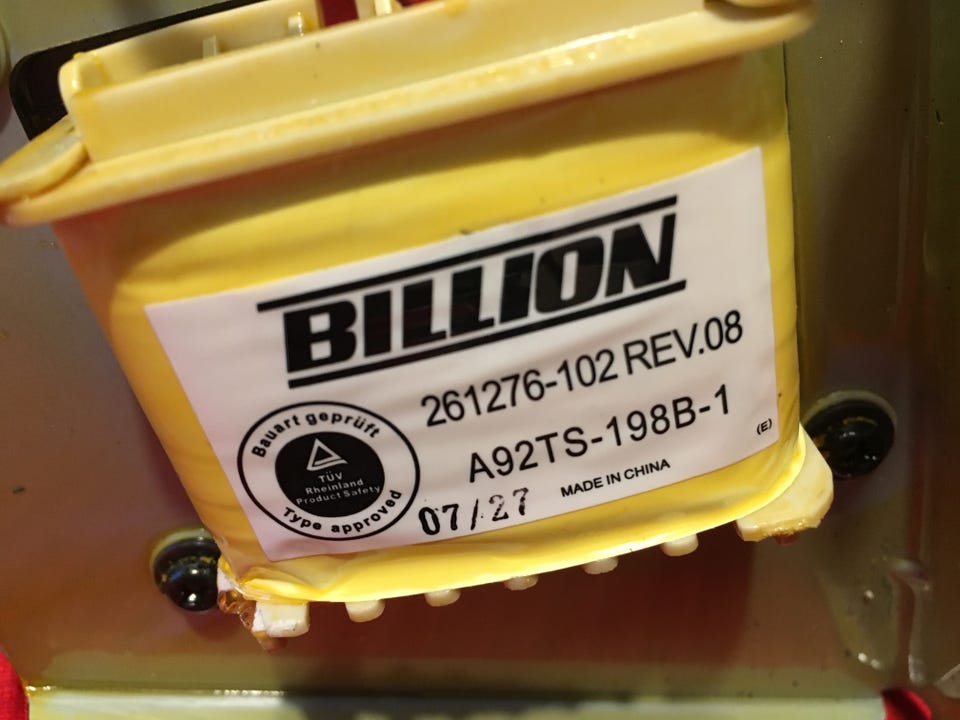 BILLION
261276-102 REV.08
A92TS-198B-1
(E)
Bauart geprüft
TÜV
Rheinland
Product Safety
Type approved
07/27
MADE IN CHINA